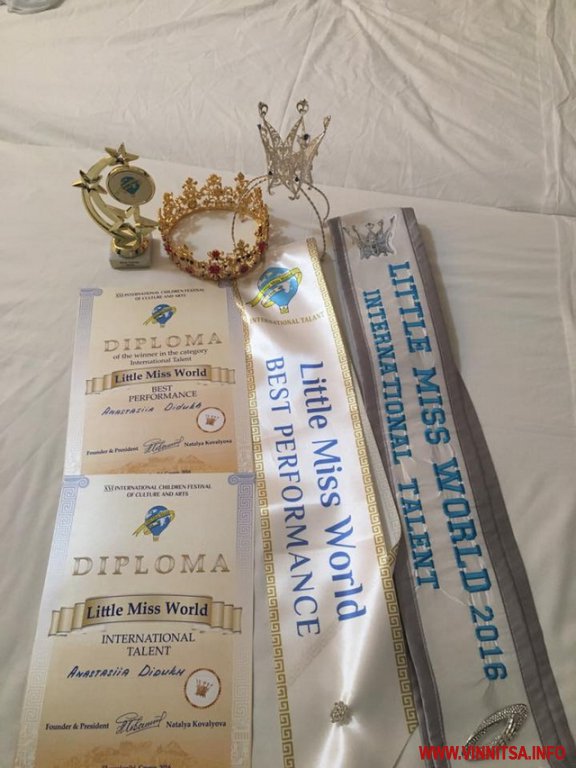 XXI INTERNATIONAL CHILDREN FESTIVAL
OF CULTURE AND ARTS
DIPLOMA
of the winner in the category
International Talent
Little Miss World
BEST
PERFORMANCE
Anastasiia Didukh
Founder & President
Natalya Kovalyova
XXI INTERNATIONAL CHILDREN FESTIVAL
OF CULTURE AND ARTS
DIPLOMA
Little Miss World
INTERNATIONAL
TALENT
Anastasiia Didukh
Founder & President
Natalya Kovalyova
INTERNATIONAL TALENT
Little Miss World
BEST PERFORMANCE
LITTLE MISS WORLD 2016
INTERNATIONAL TALENT
WWW.VINNITSA.INFO